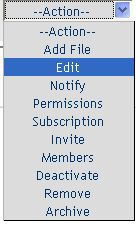 --Action--
--Action--
Add File
Edit
Notify
Permissions
Subscription
Invite
Members
Deactivate
Remove
Archive